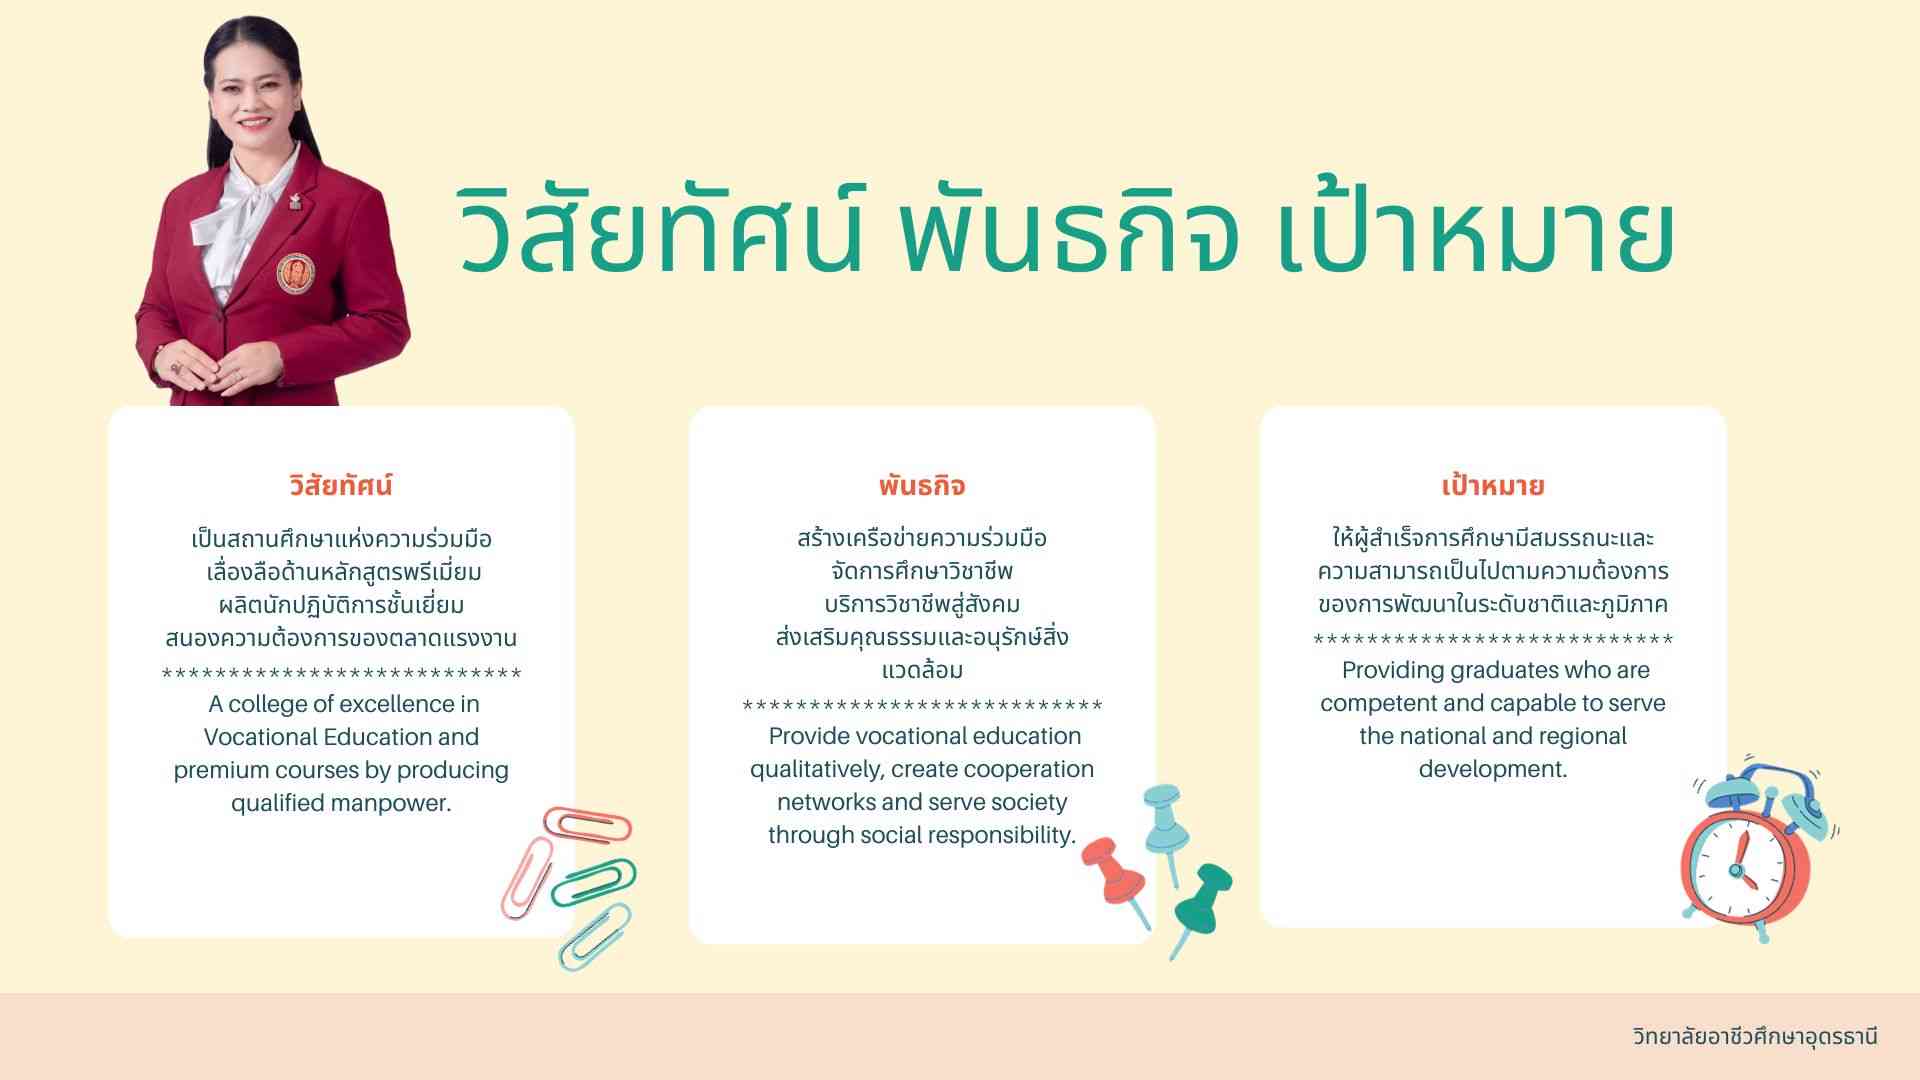 วิสัยทัศน์ พันธกิจ เป้าหมาย
วิสัยทัศน์
เป็นสถานศึกษาแห่งความร่วมมือ
เลื่องลือด้านหลักสูตรพรีเมี่ยม
ผลิตนักปฏิบัติการชั้นเยี่ยม
สนองความต้องการของตลาดแรงงาน
***************************
A college of excellence in
Vocational Education and
premium courses by producing
qualified manpower.
พันธกิจ
สร้างเครือข่ายความร่วมมือ
จัดการศึกษาวิชาชีพ
บริการวิชาชีพสู่สังคม
ส่งเสริมคุณธรรมและอนุรักษ์สิ่ง
แวดล้อม
***************************
Provide vocational education
qualitatively, create cooperation
networks and serve society
through social responsibility.
เป้าหมาย
ให้ผู้สำเร็จการศึกษามีสมรรถนะและ
ความสามารถเป็นไปตามความต้องการ
ของการพัฒนาในระดับชาติและภูมิภาค
***************************
Providing graduates who are
competent and capable to serve
the national and regional
development.
วิทยาลัยอาชีวศึกษาอุดรธานี